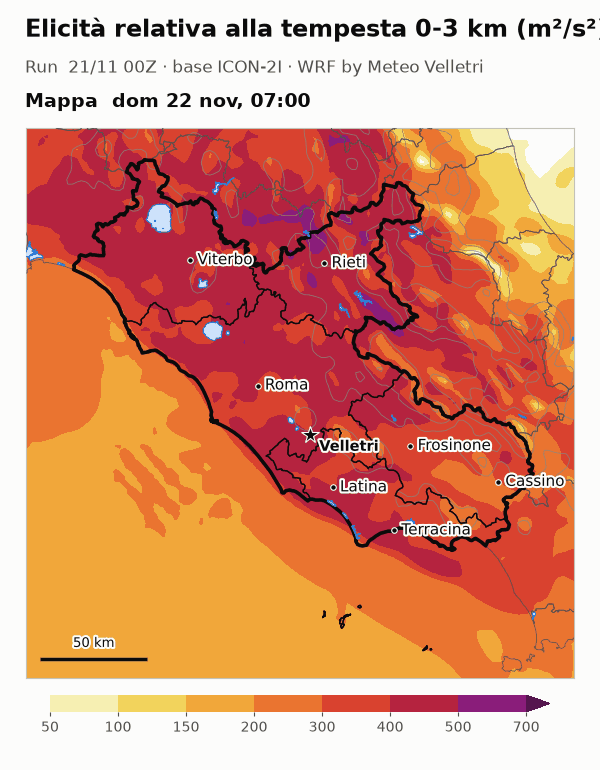 Elicità relativa alla tempesta 0-3 km (m²/s²)
Run 21/11 00Z · base ICON-2I · WRF by Meteo Velletri
Mappa dom 22 nov, 07:00
Viterbo
Rieti
Roma
Velletri
Frosinone
Cassino
Latina
Terracina
50 km
50 100 150 200 300 400 500 700